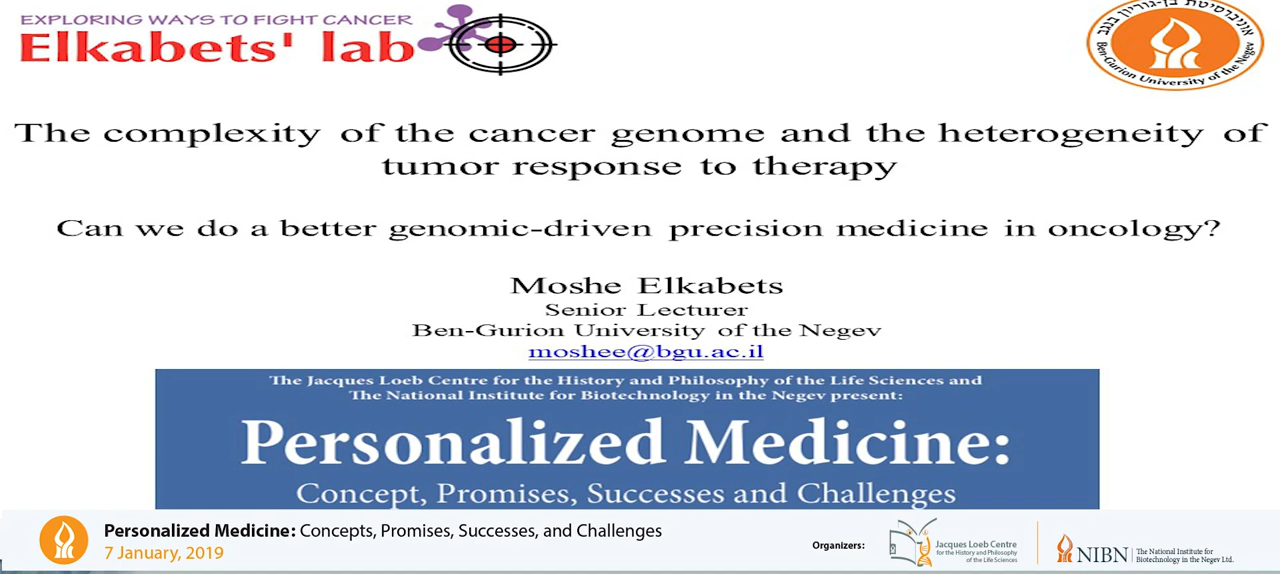 EXPLORING WAYS TO FIGHT CANCER
Elkabets' lab
אוניברסיטת בן-גוריון בנגב
Ben-Gurion University of the Negev
The complexity of the cancer genome and the heterogeneity of
tumor response to therapy
Can we do a better genomic-driven precision medicine in oncology?
Moshe Elkabets
Senior Lecturer
Ben-Gurion University of the Negev
moshee@bgu.ac.il
The Jacques Loeb Centre for the History and Philosophy of the Life Sciences and
The National Institute for Biotechnology in the Negev present:
Personalized Medicine:
Concept, Promises, Successes and Challenges
Personalized Medicine: Concepts, Promises, Successes, and Challenges
7 January, 2019
Organizers:
Jacques Loeb Centre
for the History and Philosophy
of the Life Sciences
NIBN
The National Institute for
Biotechnology in the Negev Ltd.